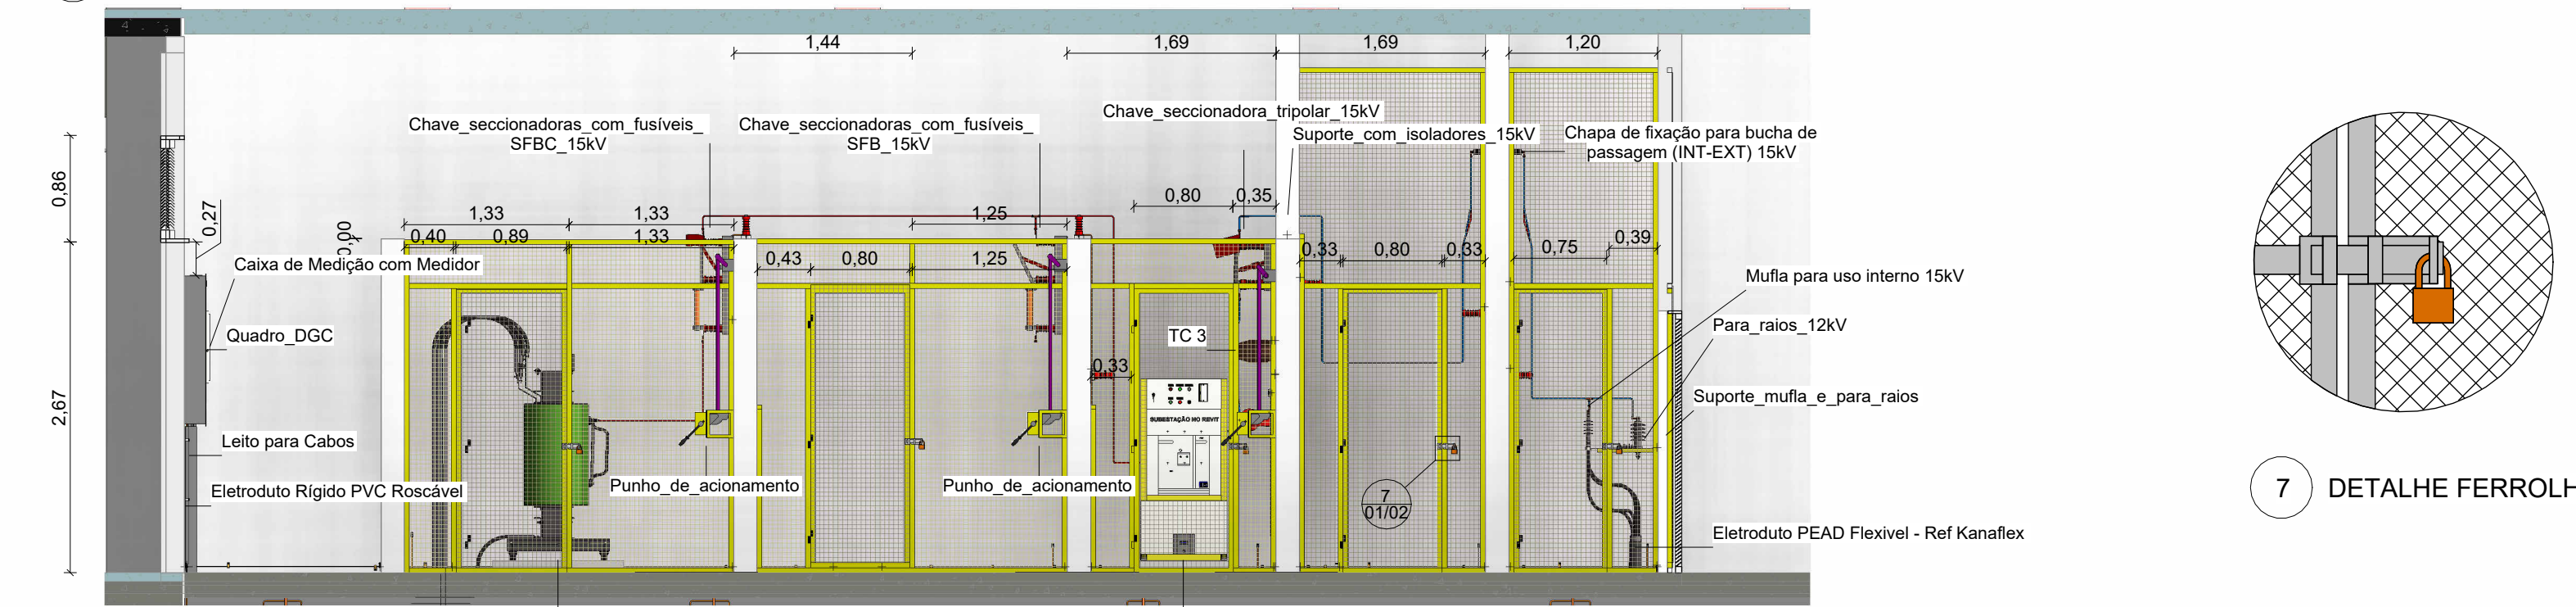 1,44
1,69
1,69
1,20
Chave_seccionadoras_com_fusíveis_
SFBC_15kV
Chave_seccionadoras_com_fusíveis_
SFB_15kV
Chave_seccionadora_tripolar_15kV
Suporte_com_isoladores_15kV
Chapa de fixação para bucha de
passagem (INT-EXT) 15kV
0,86
0,27
0,00
1,33
1,33
1,25
0,80
0,35
0,40
0,89
1,33
0,43
0,80
1,25
0,33
0,80
0,33
0,75
0,39
Caixa de Medição com Medidor
Mufla para uso interno 15kV
Quadro_DGC
TC 3
Para_raios_12kV
0,33
2,67
Suporte_mufla_e_para_raios
SUBESTAÇÃO NO REVIT
Leito para Cabos
Eletroduto Rígido PVC Roscável
Punho_de_acionamento
Punho_de_acionamento
7
01/02
Eletroduto PEAD Flexivel - Ref Kanaflex
7
DETALHE FERROLH